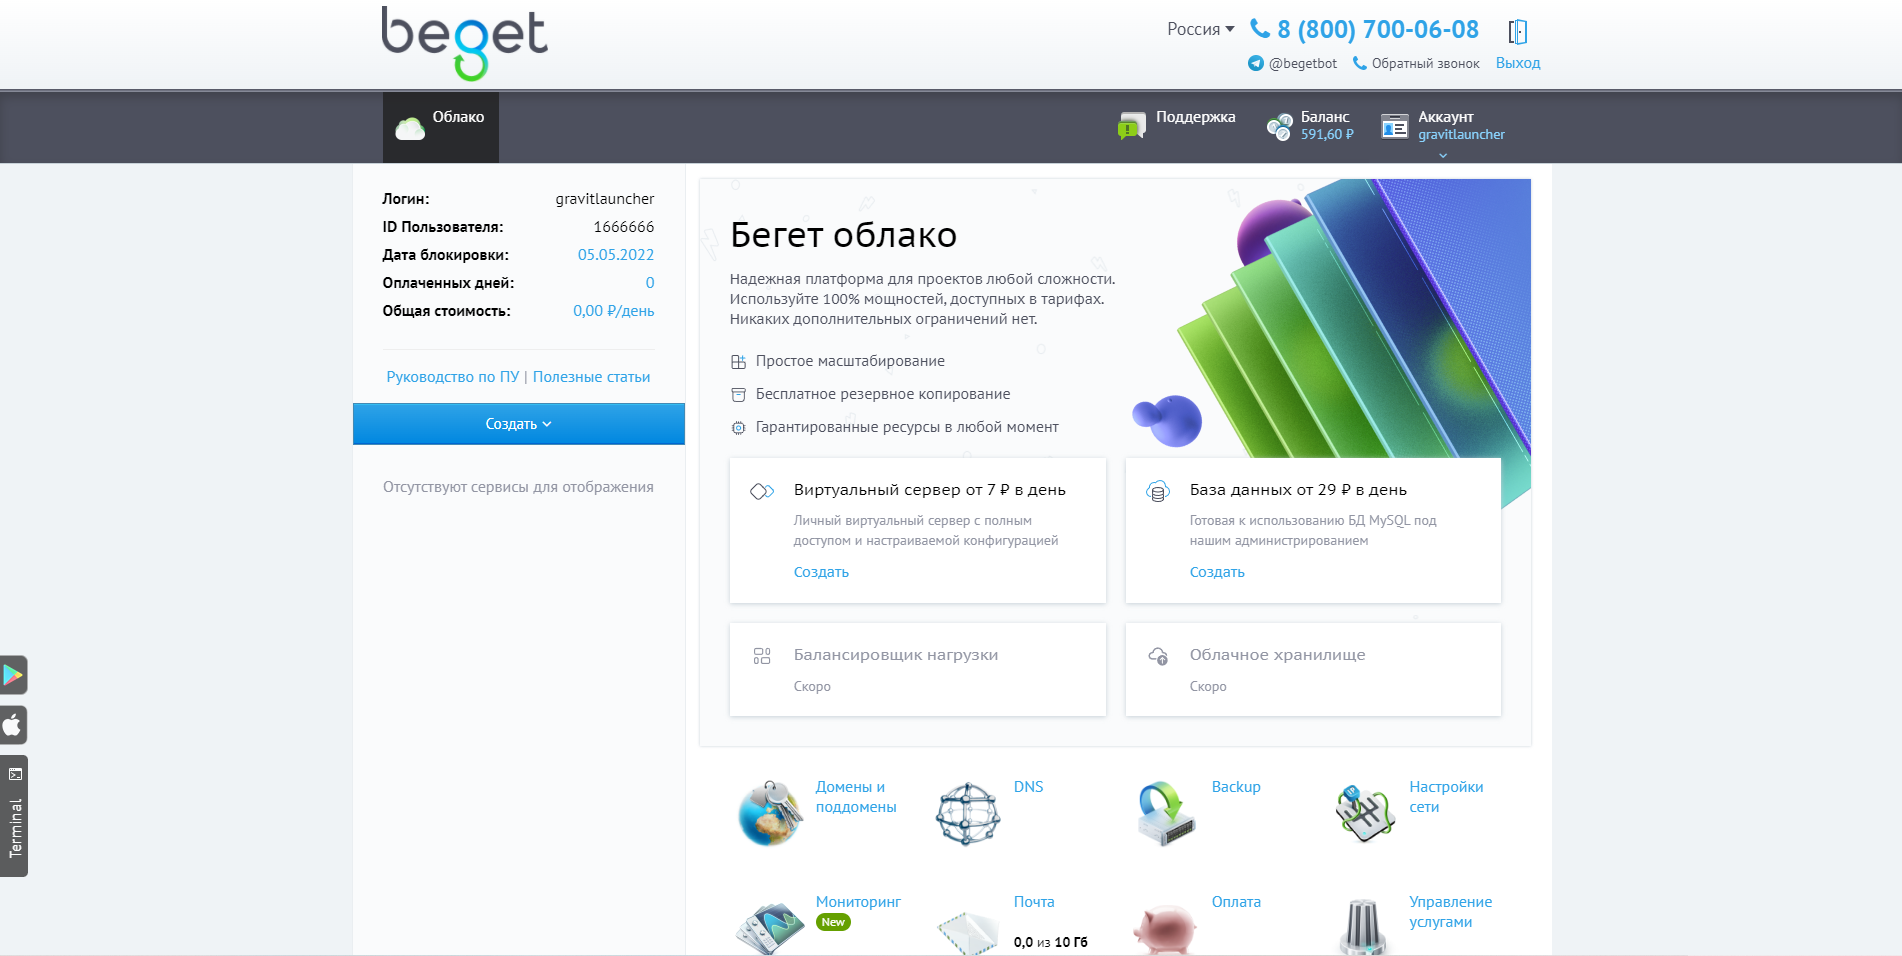 beget
Россия
8 (800) 700-06-08
@begetbot
Обратный звонок
Выход
Облако
Поддержка
Баланс
591,60 ₽
Аккаунт
gravitlauncher
Логин: gravitlauncher
ID Пользователя: 1666666
Дата блокировки: 05.05.2022
Оплаченных дней: 0
Общая стоимость: 0,00 ₽/день
Руководство по ПУ | Полезные статьи
Создать
Отсутствуют сервисы для отображения
Бегет облако
Надежная платформа для проектов любой сложности.
Используйте 100% мощностей, доступных в тарифах.
Никаких дополнительных ограничений нет.
Простое масштабирование
Бесплатное резервное копирование
Гарантированные ресурсы в любой момент
Виртуальный сервер от 7 ₽ в день
Личный виртуальный сервер с полным
доступом и настраиваемой конфигурацией
Создать
База данных от 29 ₽ в день
Готовая к использованию БД MySQL под
нашим администрированием
Создать
Балансировщик нагрузки
Скоро
Облачное хранилище
Скоро
Terminal
Домены и
поддомены
DNS
Backup
Настройки
сети
Мониторинг
New
Почта
0,0 из 10 Гб
Оплата
Управление
услугами